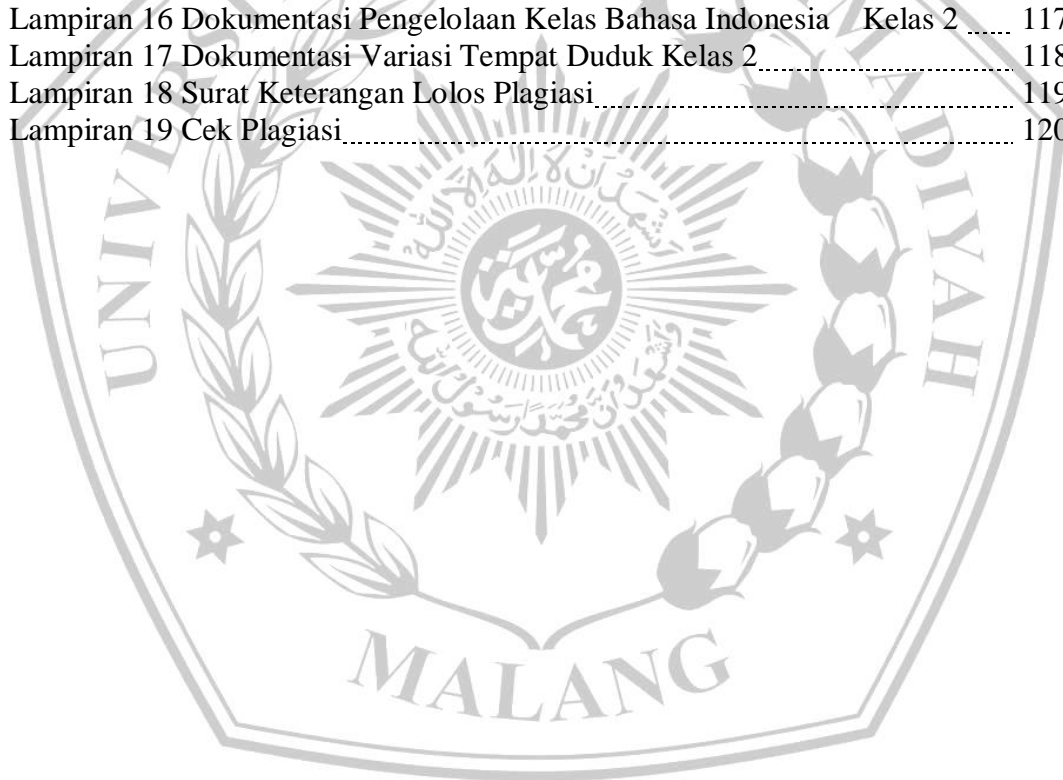 Lampiran 16 Dokumentasi Pengelolaan Kelas Bahasa Indonesia Kelas 2 ..... 117
Lampiran 17 Dokumentasi Variasi Tempat Duduk Kelas 2 ..... 118
Lampiran 18 Surat Keterangan Lolos Plagiasi ..... 119
Lampiran 19 Cek Plagiasi ..... 120
MALANG